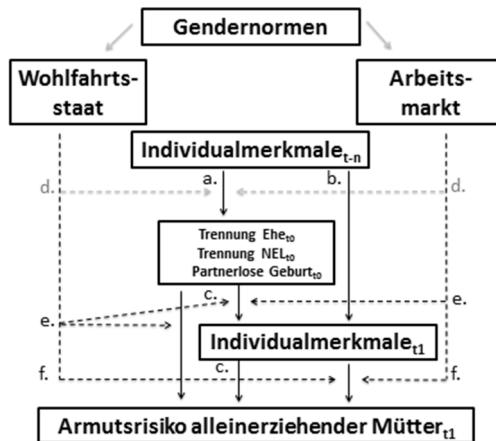 Gendernormen
Wohlfahrts-
staat
Arbeits-
markt
Individualmerkmale t-n
a.
b.
d.
d.
Trennung Ehe t0
Trennung NEL t0
Partnerlose Geburt t0
c.
e.
e.
Individualmerkmale t1
c.
f.
f.
Armutsrisiko alleinerziehender Mütter t1